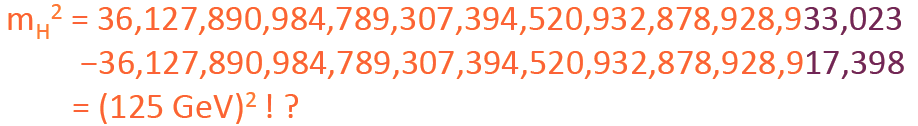 m_H² = 36,127,890,984,789,307,394,520,932,878,928,933,023
−36,127,890,984,789,307,394,520,932,878,928,917,398
= (125 GeV)² ! ?